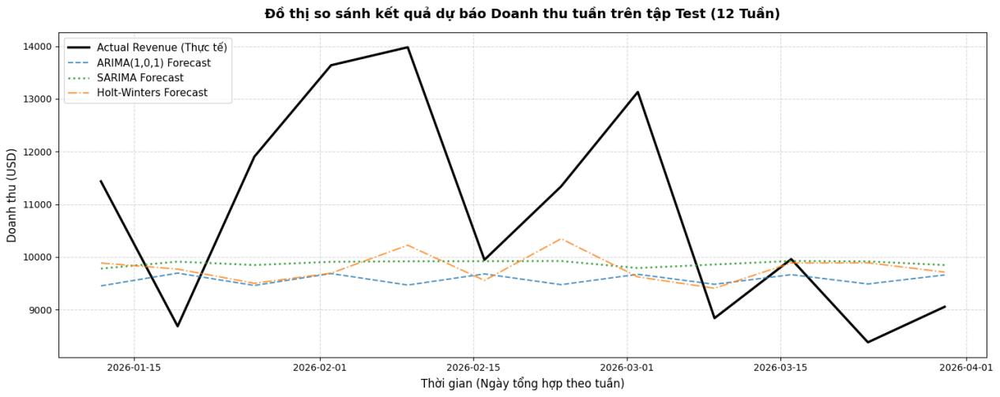 Đồ thị so sánh kết quả dự báo Doanh thu tuần trên tập Test (12 Tuần)
Actual Revenue (Thực tế)
ARIMA(1,0,1) Forecast
SARIMA Forecast
Holt-Winters Forecast
Doanh thu (USD)
14000
13000
12000
11000
10000
9000
2026-01-15
2026-02-01
2026-02-15
2026-03-01
2026-03-15
2026-04-01
Thời gian (Ngày tổng hợp theo tuần)